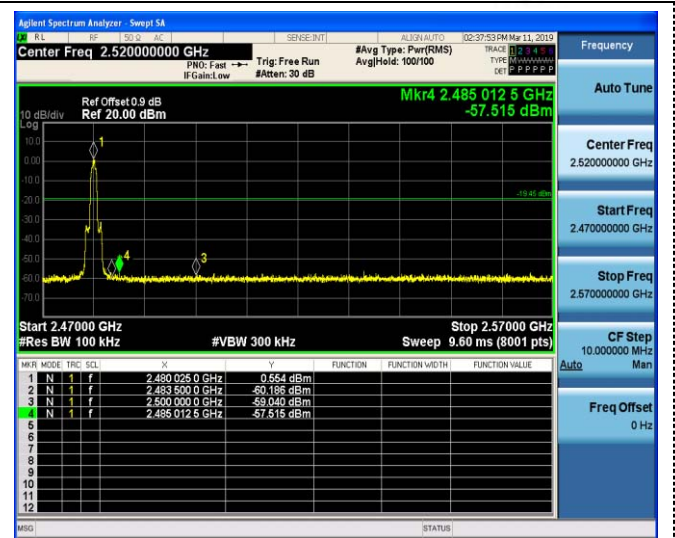 Agilent Spectrum Analyzer - Swept SA
RL RF 50 Ω AC SENSE:INT ALIGN AUTO 02:37:53 PM Mar 11, 2019
Center Freq 2.520000000 GHz
PNO: Fast
IFGain:Low
Trig: Free Run
#Atten: 30 dB
#Avg Type: Pwr(RMS)
Avg|Hold: 100/100
TRACE 1 2 3 4 5 6
TYPE M
DET P P P P P P
Frequency
Mkr4 2.485 012 5 GHz
-57.515 dBm
Ref Offset 0.9 dB
Ref 20.00 dBm
10 dB/div
Log
10.0
0.00
-10.0
-20.0
-30.0
-40.0
-50.0
-60.0
-70.0
1
4
3
-19.45 dBm
Start 2.47000 GHz
Stop 2.57000 GHz
#Res BW 100 kHz #VBW 300 kHz Sweep 9.60 ms (8001 pts)
MKR MODE TRC SCL X Y FUNCTION FUNCTION WIDTH FUNCTION VALUE
1 N 1 f 2.480 025 0 GHz 0.554 dBm
2 N 1 f 2.483 500 0 GHz -60.186 dBm
3 N 1 f 2.500 000 0 GHz -59.040 dBm
4 N 1 f 2.485 012 5 GHz -57.515 dBm
5
6
7
8
9
10
11
12
MSG STATUS
Auto Tune
Center Freq
2.520000000 GHz
Start Freq
2.470000000 GHz
Stop Freq
2.570000000 GHz
CF Step
10.000000 MHz
Auto Man
Freq Offset
0 Hz